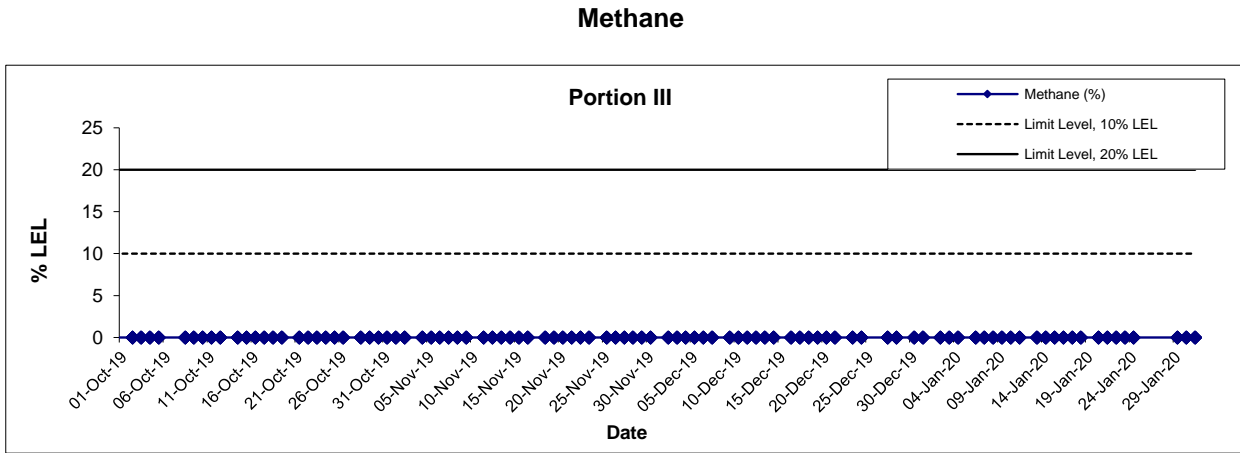 Methane
Portion III
Methane (%)
Limit Level, 10% LEL
Limit Level, 20% LEL
25
20
15
10
5
0
% LEL
01-Oct-19
06-Oct-19
11-Oct-19
16-Oct-19
21-Oct-19
26-Oct-19
31-Oct-19
05-Nov-19
10-Nov-19
15-Nov-19
20-Nov-19
25-Nov-19
30-Nov-19
05-Dec-19
10-Dec-19
15-Dec-19
20-Dec-19
25-Dec-19
30-Dec-19
04-Jan-20
09-Jan-20
14-Jan-20
19-Jan-20
24-Jan-20
29-Jan-20
Date